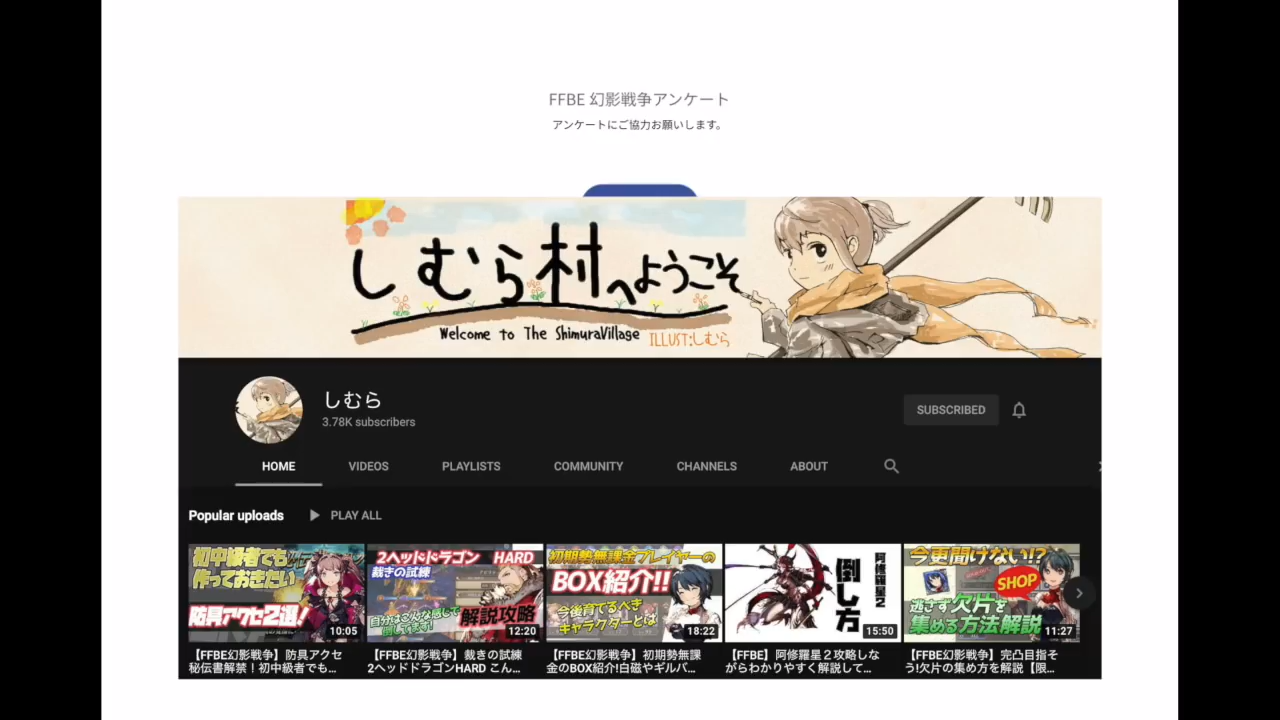 FFBE 幻影戦争アンケート
アンケートにご協力お願いします。
しむら村へようこそ
Welcome to The ShimuraVillage
ILLUST:しむら
しむら
3.78K subscribers
SUBSCRIBED
HOME VIDEOS PLAYLISTS COMMUNITY CHANNELS ABOUT
Popular uploads PLAY ALL
初中級者でも
作っておきたい
防具アクセ2選!
10:05
2ヘッドドラゴン HARD
裁きの試練
自分はこんな感じで
倒してます!
解説攻略
12:20
初期勢無課金プレイヤーの
BOX紹介!!
今後育てるべき
キャラクターとは
18:22
阿修羅星2
倒し方
15:50
今更聞けない!?
SHOP
逃さず欠片を
集める方法解説
11:27
【FFBE幻影戦争】防具アクセ
秘伝書解禁！初中級者でも...
【FFBE幻影戦争】裁きの試練
2ヘッドドラゴンHARD こん...
【FFBE幻影戦争】初期勢無課
金のBOX紹介!白磁やギルバ...
【FFBE】阿修羅星２攻略しな
がらわかりやすく解説して...
【FFBE幻影戦争】完凸目指そ
う!欠片の集め方を解説【限...